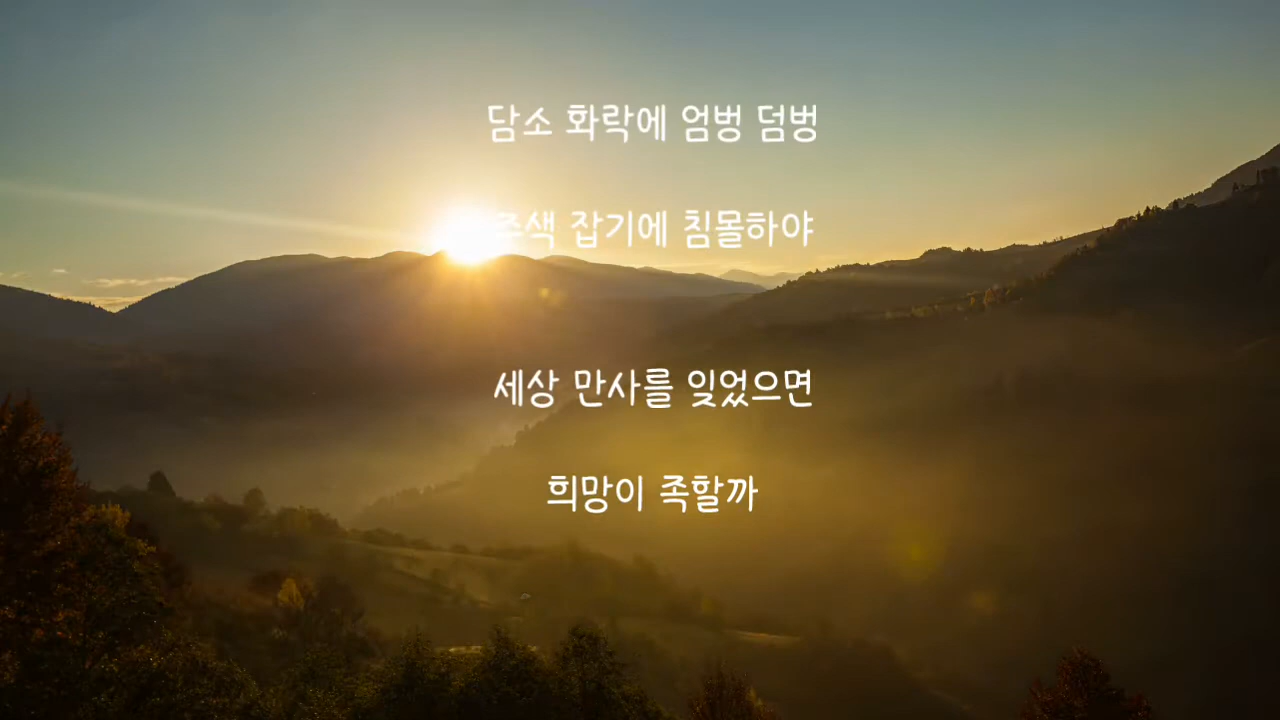 담소 화락에 엄벙 덤벙
주색 잡기에 침몰하야
세상 만사를 잊었으면
희망이 족할까